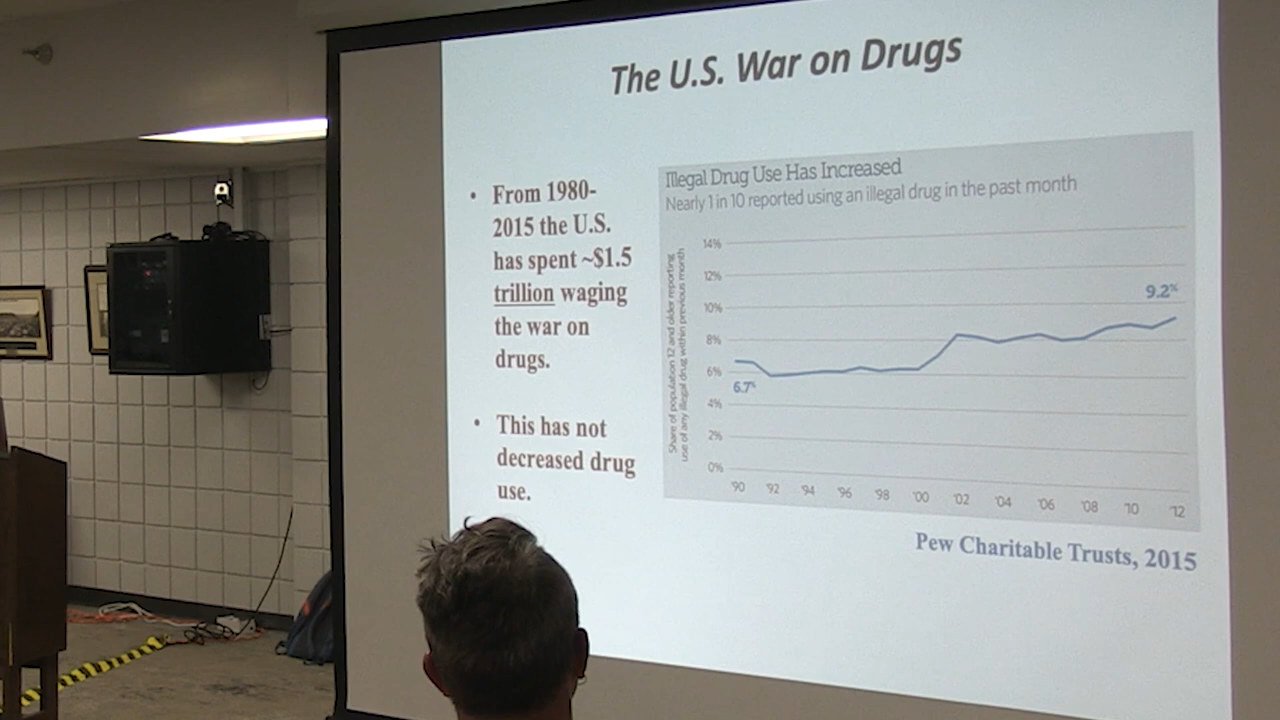 The U.S. War on Drugs
• From 1980-
2015 the U.S.
has spent ~$1.5
trillion waging
the war on
drugs.
• This has not
decreased drug
use.
Illegal Drug Use Has Increased
Nearly 1 in 10 reported using an illegal drug in the past month
Share of population 12 and older reporting
use of any illegal drug within previous month
14%
12%
10%
8%
6%
4%
2%
0%
6.7%
9.2%
'90 '92 '94 '96 '98 '00 '02 '04 '06 '08 '10 '12
Pew Charitable Trusts, 2015